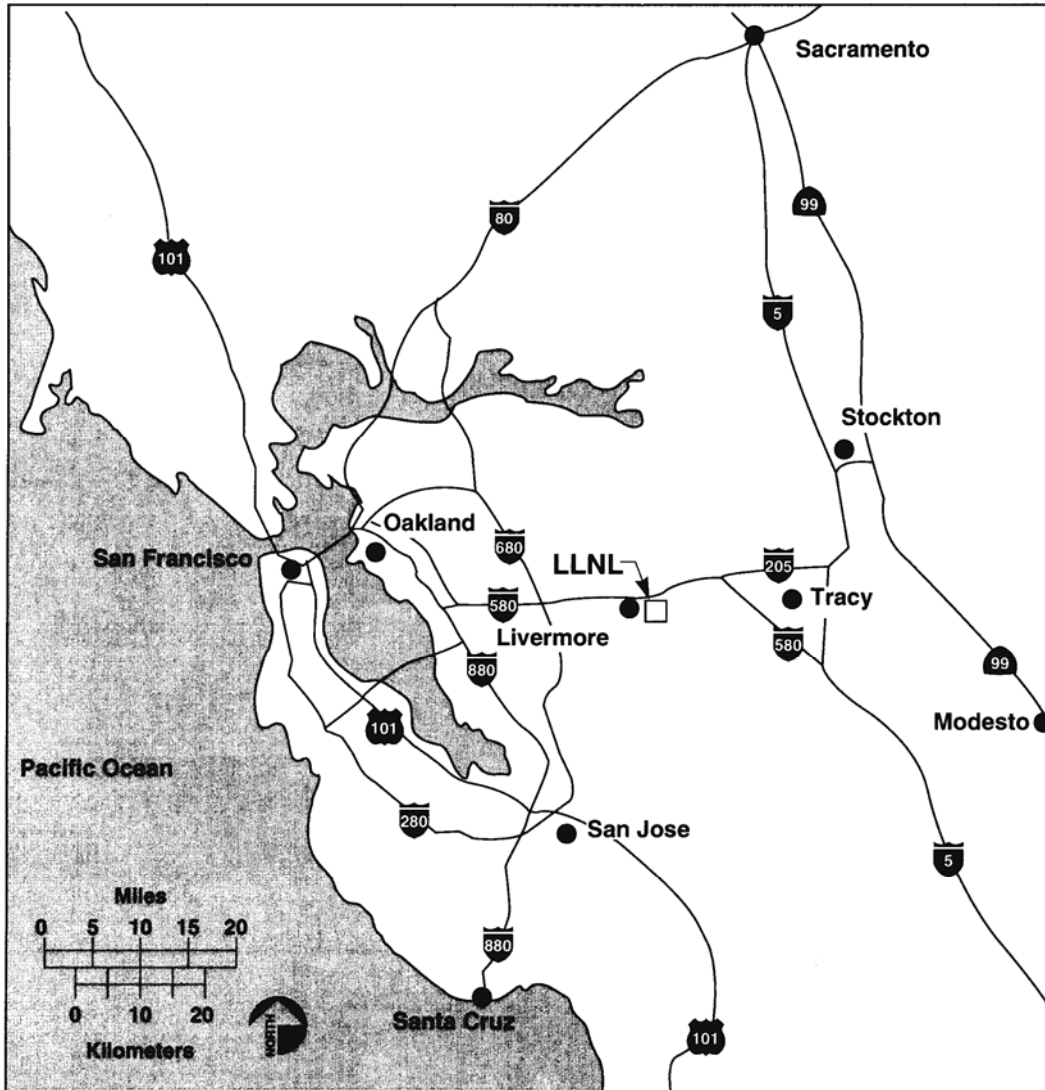 Sacramento
80
99
101
5
Stockton
Oakland
San Francisco
680
LLNL
205
580
Tracy
Livermore
580
880
99
Modesto
101
Pacific Ocean
280
San Jose
5
Miles
0 5 10 15 20
880
0 10 20
Kilometers
NORTH
Santa Cruz
101